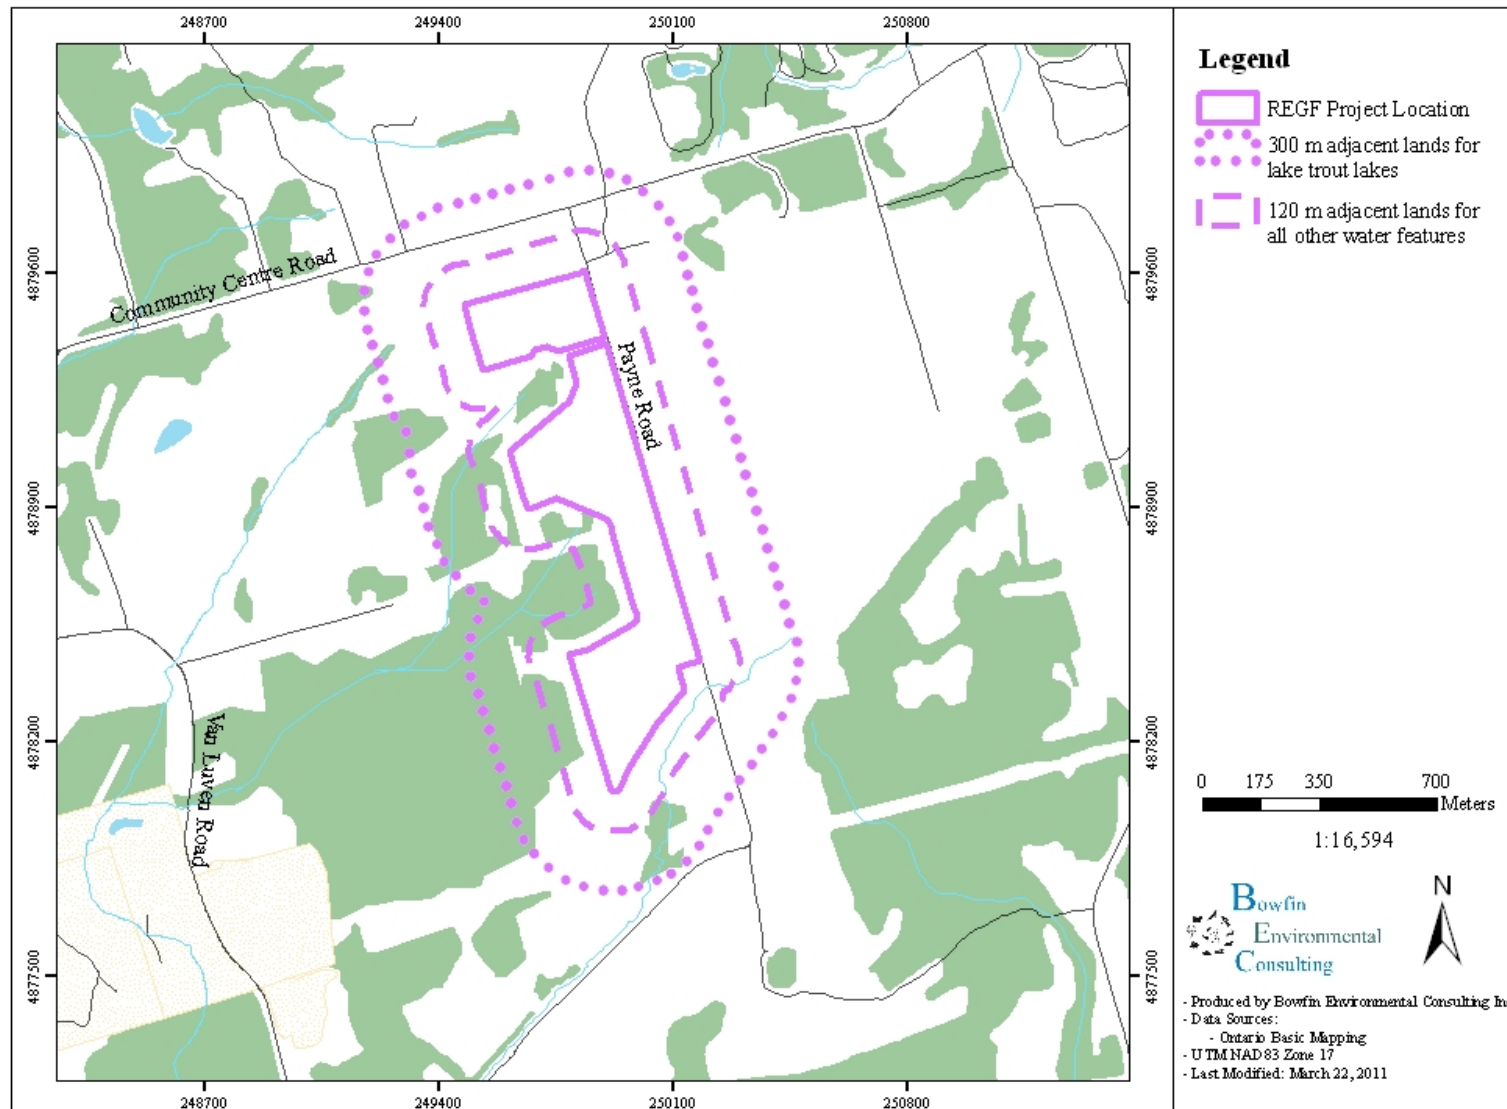 248700 249400 250100 250800
4879600 4879600
4878900 4878900
4878200 4878200
4877500 4877500
248700 249400 250100 250800
Community Centre Road
Payne Road
Van Luven Road
Legend
REGF Project Location
300 m adjacent lands for
lake trout lakes
120 m adjacent lands for
all other water features
0 175 350 700
Meters
1:16,594
N
Bowfin
Environmental
Consulting
- Produced by Bowfin Environmental Consulting In
- Data Sources:
- Ontario Basic Mapping
- UTM NAD83 Zone 17
- Last Modified: March 22, 2011